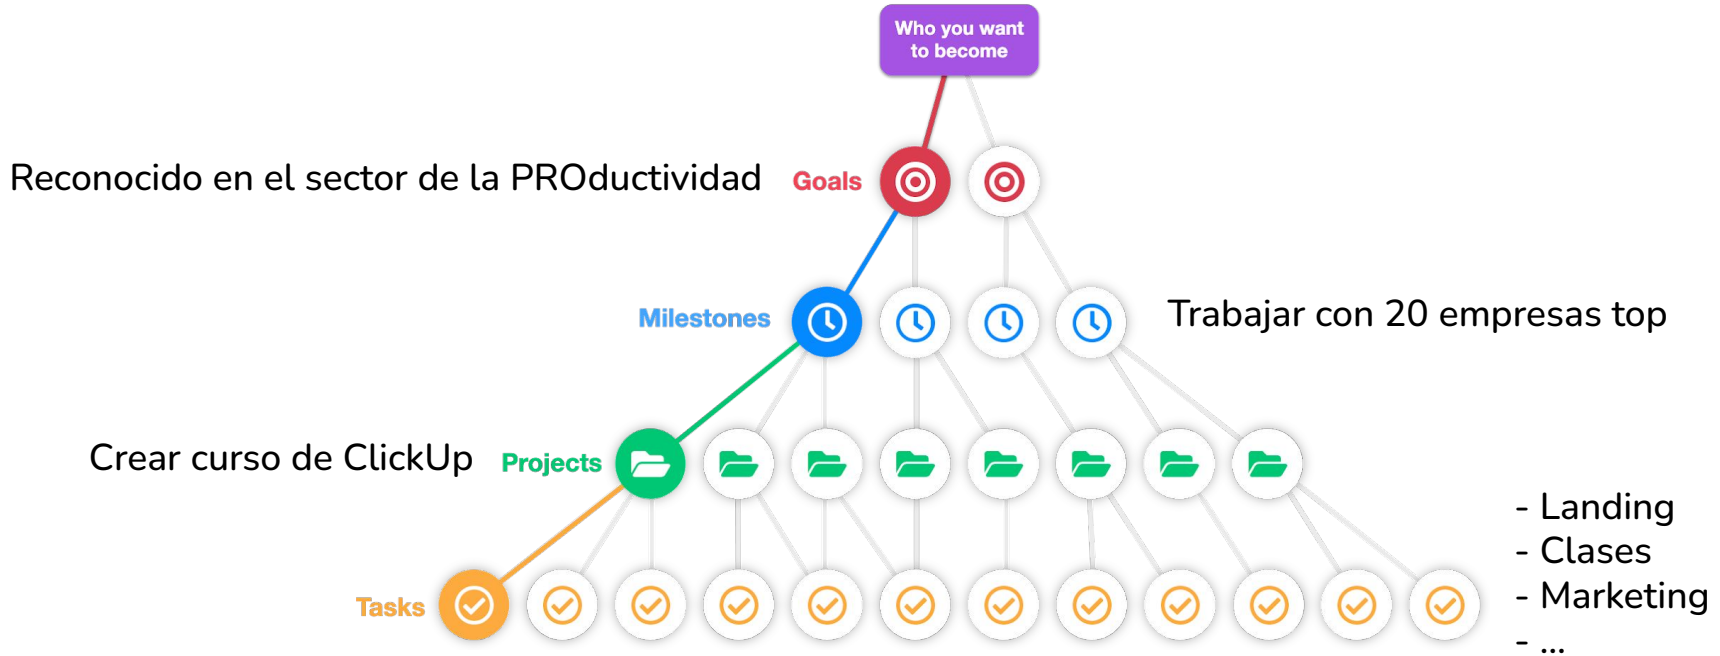 Who you want
to become
Reconocido en el sector de la PROductividad
Goals
Milestones
Trabajar con 20 empresas top
Crear curso de ClickUp
Projects
- Landing
- Clases
- Marketing
- ...
Tasks